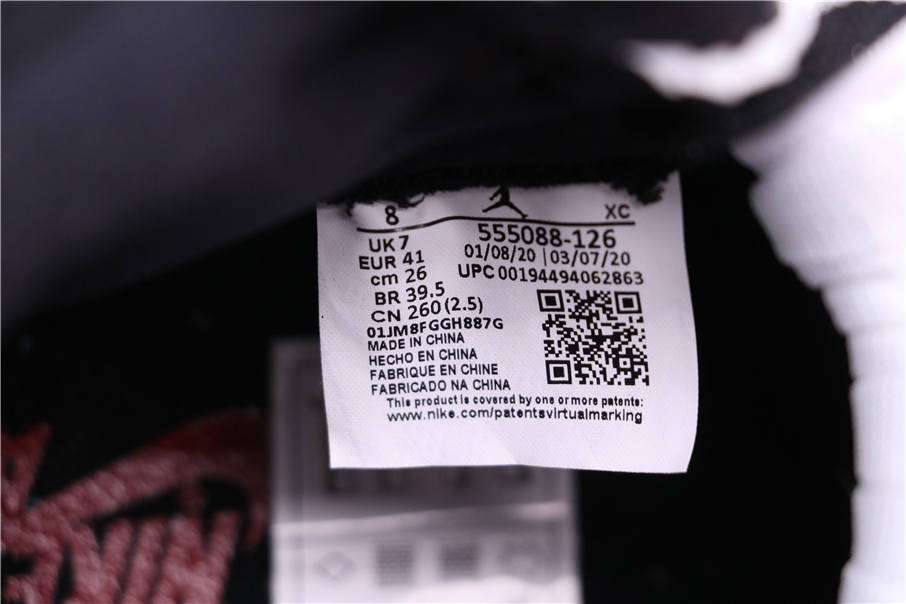 8 XC
UK 7
EUR 41
cm 26
BR 39.5
CN 260 (2.5)
555088-126
01/08/20 | 03/07/20
UPC 00194494062863
01JM8FGGH887G
MADE IN CHINA
HECHO EN CHINA
FABRIQUE EN CHINE
FABRICADO NA CHINA
This product is covered by one or more patents:
www.nike.com/patentsvirtualmarking
NIKE